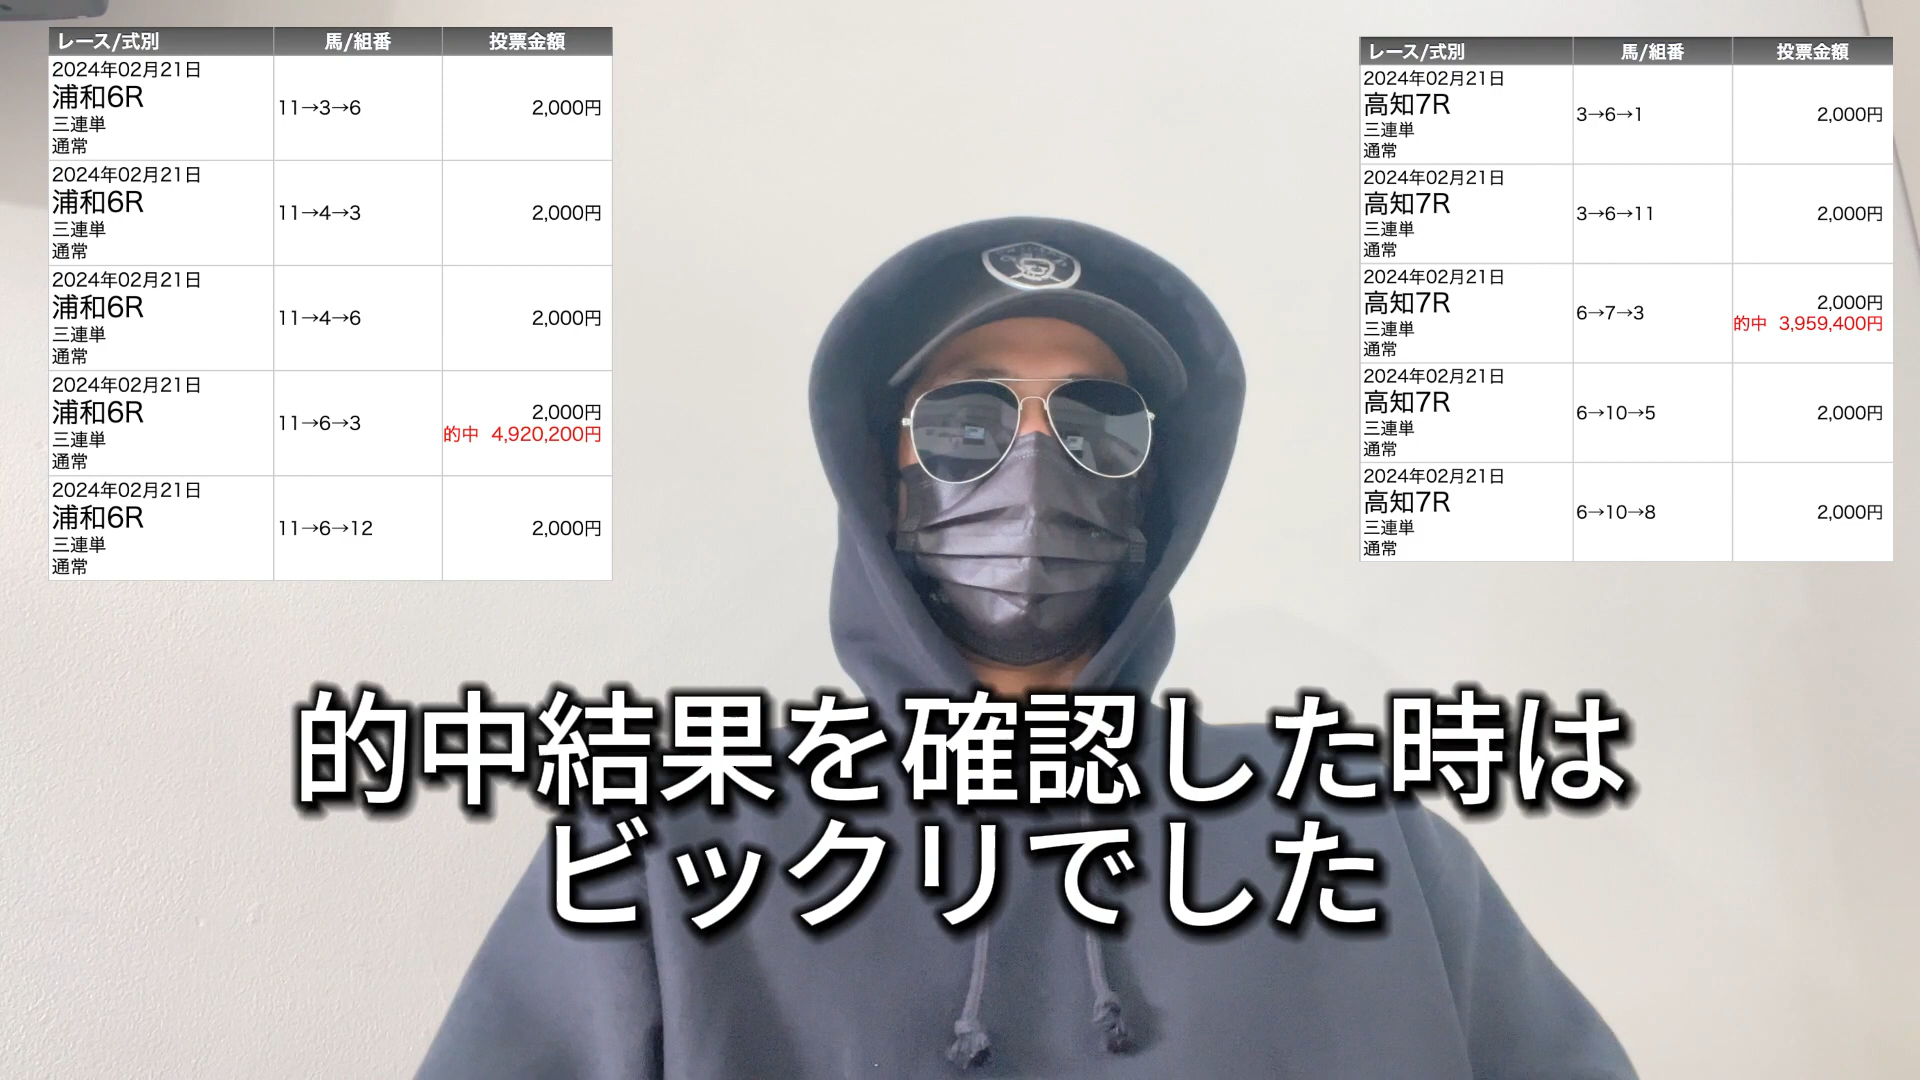 レース/式別 馬/組番 投票金額
2024年02月21日
浦和6R
三連単
通常
11→3→6 2,000円
2024年02月21日
浦和6R
三連単
通常
11→4→3 2,000円
2024年02月21日
浦和6R
三連単
通常
11→4→6 2,000円
2024年02月21日
浦和6R
三連単
通常
11→6→3 2,000円
的中 4,920,200円
2024年02月21日
浦和6R
三連単
通常
11→6→12 2,000円
レース/式別 馬/組番 投票金額
2024年02月21日
高知7R
三連単
通常
3→6→1 2,000円
2024年02月21日
高知7R
三連単
通常
3→6→11 2,000円
2024年02月21日
高知7R
三連単
通常
6→7→3 2,000円
的中 3,959,400円
2024年02月21日
高知7R
三連単
通常
6→10→5 2,000円
2024年02月21日
高知7R
三連単
通常
6→10→8 2,000円
的中結果を確認した時は
ビックリでした